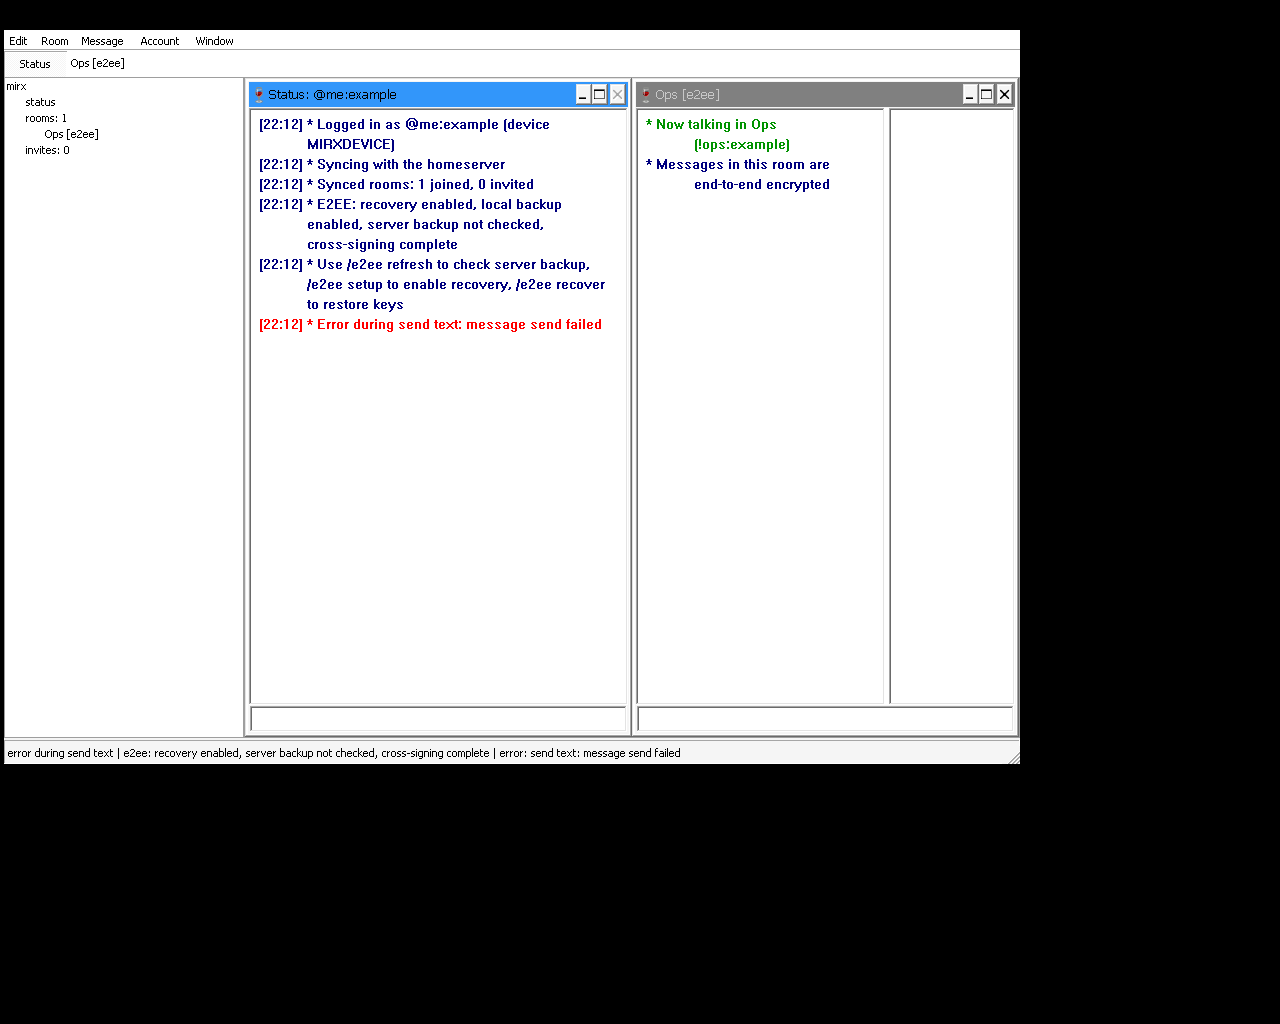 Edit Room Message Account Window
Status Ops [e2ee]
mirx
status
rooms: 1
Ops [e2ee]
invites: 0
Status: @me:example
[22:12] * Logged in as @me:example (device
MIRXDEVICE)
[22:12] * Syncing with the homeserver
[22:12] * Synced rooms: 1 joined, 0 invited
[22:12] * E2EE: recovery enabled, local backup
enabled, server backup not checked,
cross-signing complete
[22:12] * Use /e2ee refresh to check server backup,
/e2ee setup to enable recovery, /e2ee recover
to restore keys
[22:12] * Error during send text: message send failed
Ops [e2ee]
* Now talking in Ops
(!ops:example)
* Messages in this room are
end-to-end encrypted
error during send text | e2ee: recovery enabled, server backup not checked, cross-signing complete | error: send text: message send failed